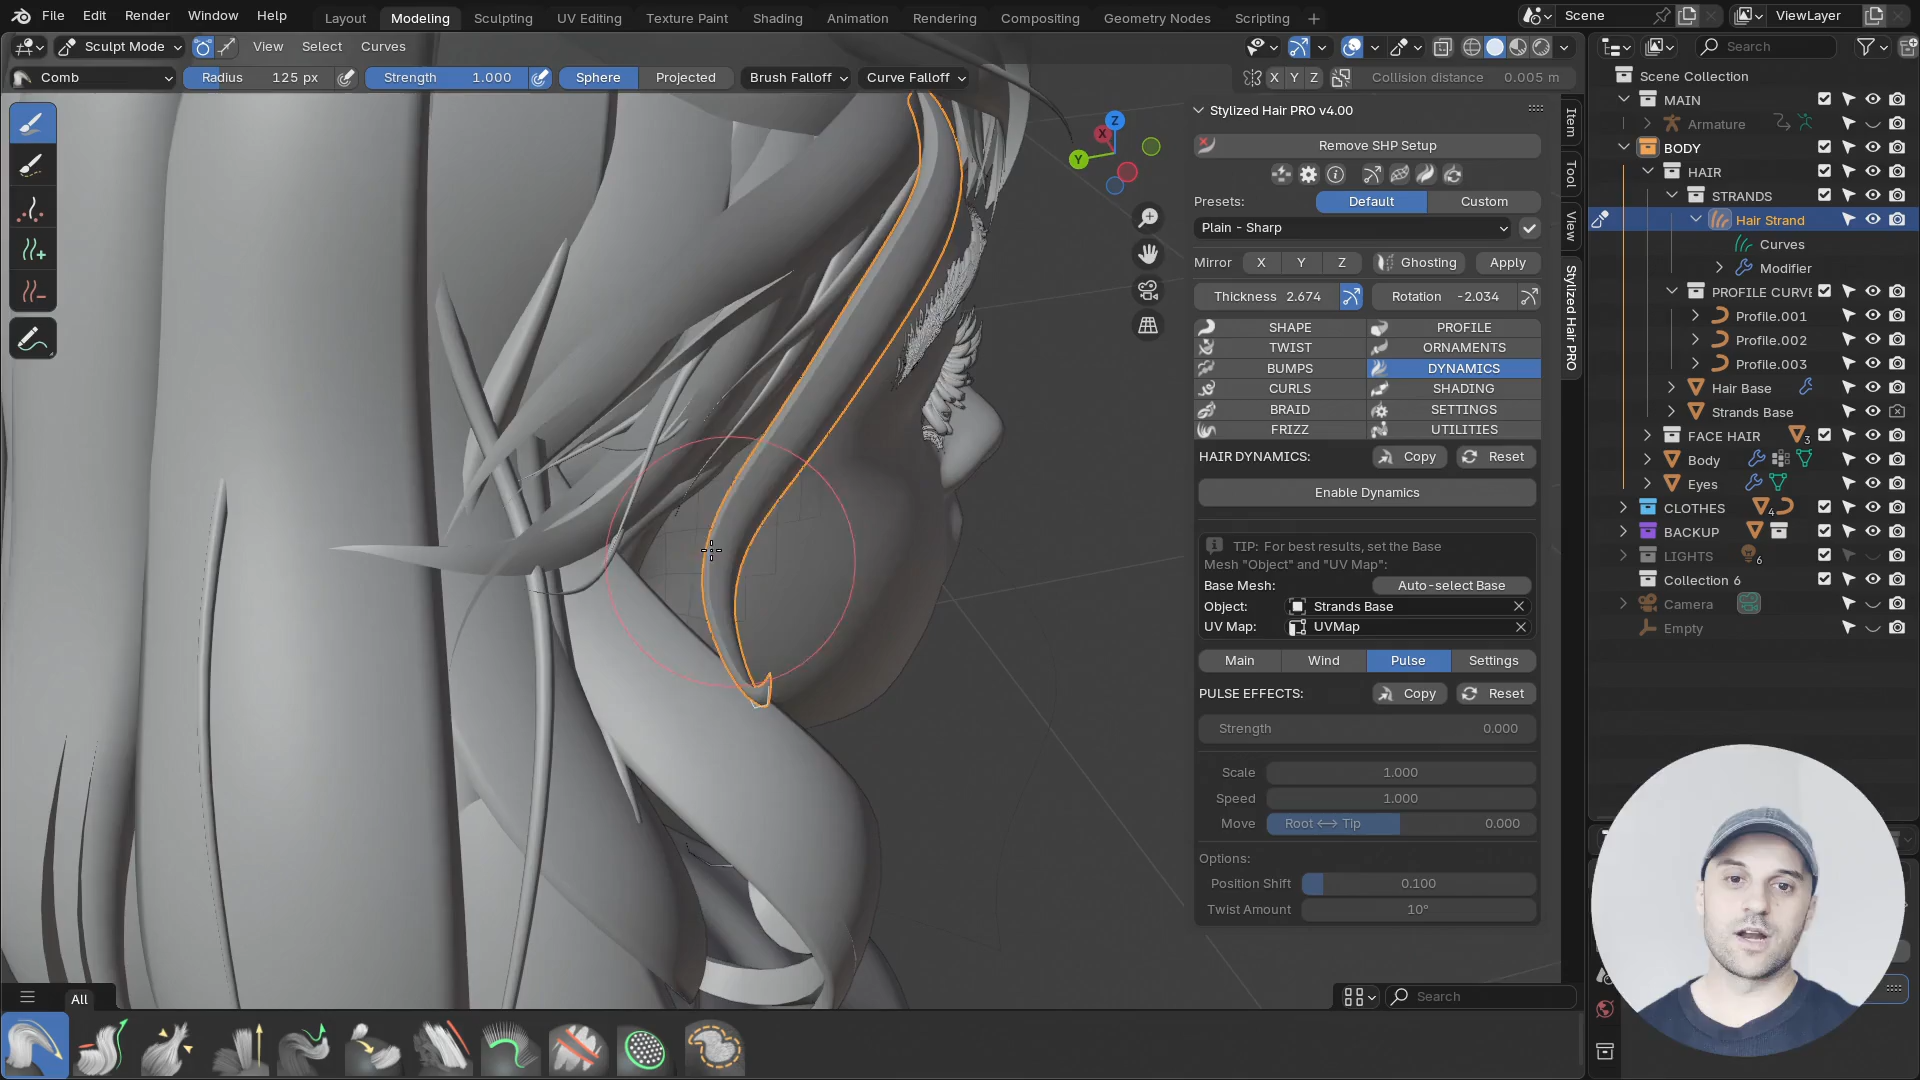 File Edit Render Window Help Layout Modeling Sculpting UV Editing Texture Paint Shading Animation Rendering Compositing Geometry Nodes Scripting + Scene ViewLayer
Sculpt Mode View Select Curves Search
Comb Radius 125 px Strength 1.000 Sphere Projected Brush Falloff Curve Falloff X Y Z Collision distance 0.005 m
Z
X
Y
Stylized Hair PRO v4.00
Remove SHP Setup
Presets: Default Custom
Plain - Sharp
Mirror X Y Z Ghosting Apply
Thickness 2.674 Rotation -2.034
SHAPE PROFILE
TWIST ORNAMENTS
BUMPS DYNAMICS
CURLS SHADING
BRAID SETTINGS
FRIZZ UTILITIES
HAIR DYNAMICS: Copy Reset
Enable Dynamics
TIP: For best results, set the Base
Mesh "Object" and "UV Map":
Base Mesh: Auto-select Base
Object: Strands Base
UV Map: UVMap
Main Wind Pulse Settings
PULSE EFFECTS: Copy Reset
Strength 0.000
Scale 1.000
Speed 1.000
Move Root <-> Tip 0.000
Options:
Position Shift 0.100
Twist Amount 10°
Item
Tool
View
Stylized Hair PRO
Scene Collection
MAIN
Armature
BODY
HAIR
STRANDS
Hair Strand
Curves
Modifier
PROFILE CURVE
Profile.001
Profile.002
Profile.003
Hair Base
Strands Base
FACE HAIR 3
Body
Eyes
CLOTHES 4
BACKUP
LIGHTS 6
Collection 6
Camera
Empty
All
Search